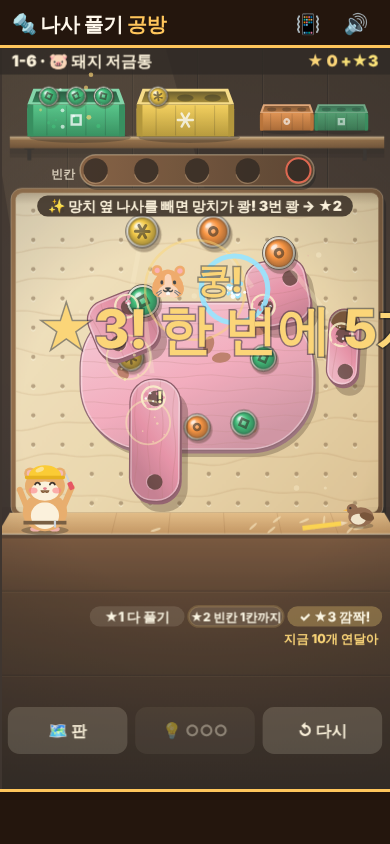 나사 풀기 공방
1-6 · 돼지 저금통
★ 0 +★3
빈칸
망치 옆 나사를 빼면 망치가 쾅! 3번 쾅 → ★2
쿵!
★3! 한 번에 5
★1 다 풀기
★2 빈칸 1칸까지
✓ ★3 깜짝!
지금 10개 연달아
판
다시